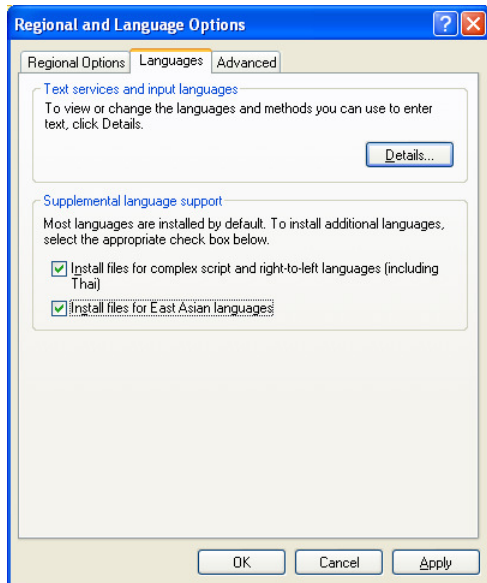 Regional and Language Options
Regional Options Languages Advanced
Text services and input languages
To view or change the languages and methods you can use to enter
text, click Details.
Details...
Supplemental language support
Most languages are installed by default. To install additional languages,
select the appropriate check box below.
Install files for complex script and right-to-left languages (including
Thai)
Install files for East Asian languages
OK Cancel Apply